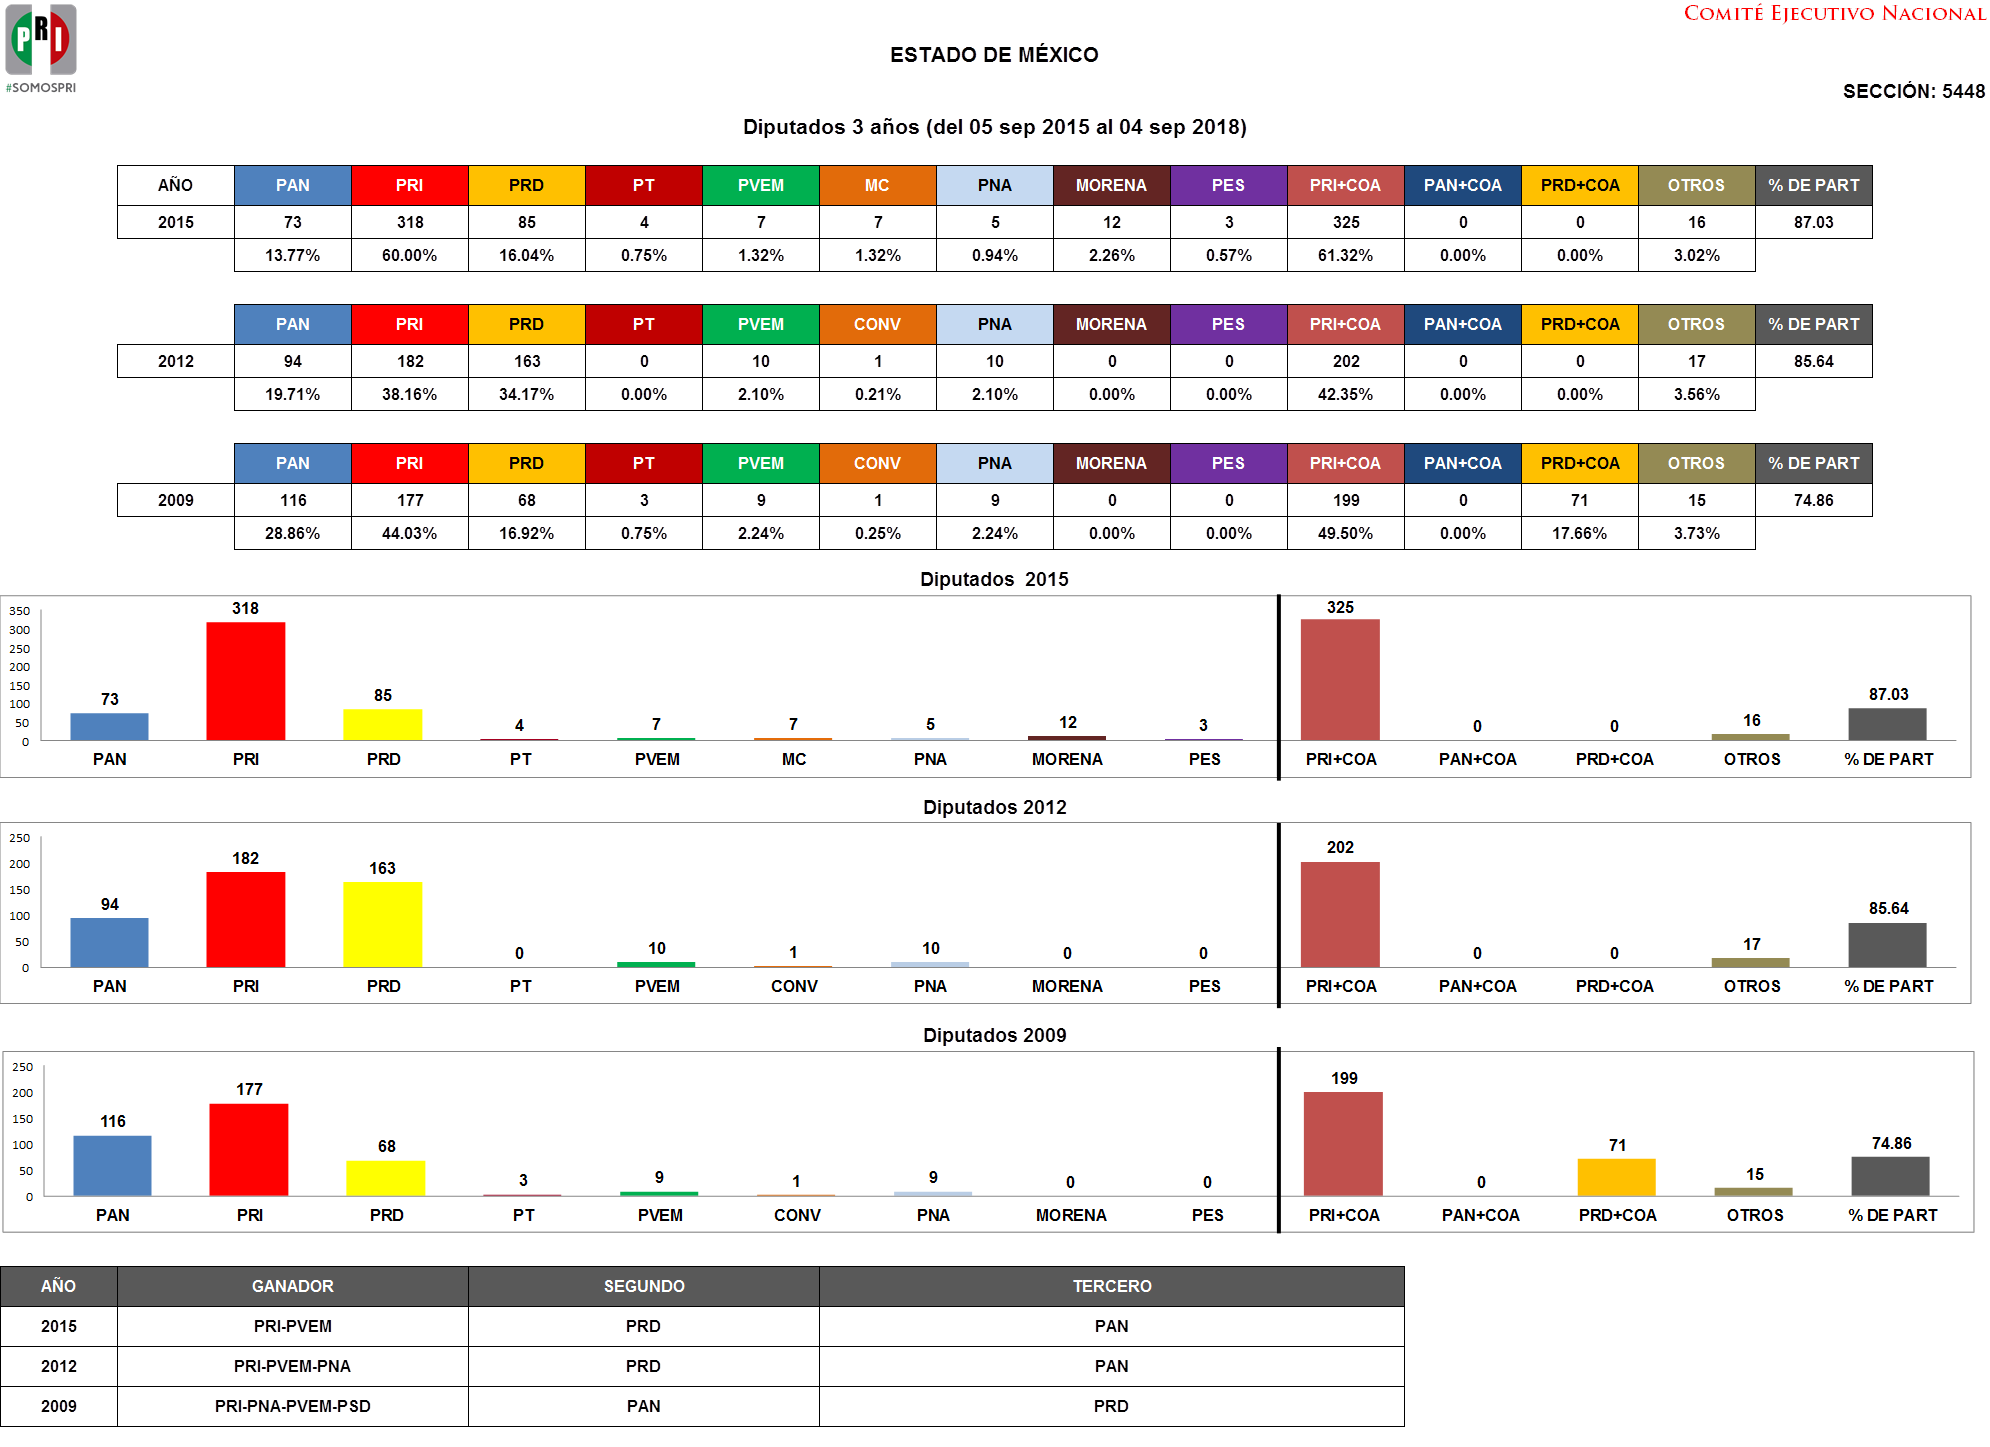 PRI
#SOMOSPRI
COMITÉ EJECUTIVO NACIONAL
ESTADO DE MÉXICO
SECCIÓN: 5448
Diputados 3 años (del 05 sep 2015 al 04 sep 2018)
AÑO PAN PRI PRD PT PVEM MC PNA MORENA PES PRI+COA PAN+COA PRD+COA OTROS % DE PART
2015 73 318 85 4 7 7 5 12 3 325 0 0 16 87.03
13.77% 60.00% 16.04% 0.75% 1.32% 1.32% 0.94% 2.26% 0.57% 61.32% 0.00% 0.00% 3.02%
PAN PRI PRD PT PVEM CONV PNA MORENA PES PRI+COA PAN+COA PRD+COA OTROS % DE PART
2012 94 182 163 0 10 1 10 0 0 202 0 0 17 85.64
19.71% 38.16% 34.17% 0.00% 2.10% 0.21% 2.10% 0.00% 0.00% 42.35% 0.00% 0.00% 3.56%
PAN PRI PRD PT PVEM CONV PNA MORENA PES PRI+COA PAN+COA PRD+COA OTROS % DE PART
2009 116 177 68 3 9 1 9 0 0 199 0 71 15 74.86
28.86% 44.03% 16.92% 0.75% 2.24% 0.25% 2.24% 0.00% 0.00% 49.50% 0.00% 17.66% 3.73%
Diputados 2015
350
300
250
200
150
100
50
0
73 318 85 4 7 7 5 12 3 325 0 0 16 87.03
PAN PRI PRD PT PVEM MC PNA MORENA PES PRI+COA PAN+COA PRD+COA OTROS % DE PART
Diputados 2012
250
200
150
100
50
0
94 182 163 0 10 1 10 0 0 202 0 0 17 85.64
PAN PRI PRD PT PVEM CONV PNA MORENA PES PRI+COA PAN+COA PRD+COA OTROS % DE PART
Diputados 2009
250
200
150
100
50
0
116 177 68 3 9 1 9 0 0 199 0 71 15 74.86
PAN PRI PRD PT PVEM CONV PNA MORENA PES PRI+COA PAN+COA PRD+COA OTROS % DE PART
AÑO GANADOR SEGUNDO TERCERO
2015 PRI-PVEM PRD PAN
2012 PRI-PVEM-PNA PRD PAN
2009 PRI-PNA-PVEM-PSD PAN PRD